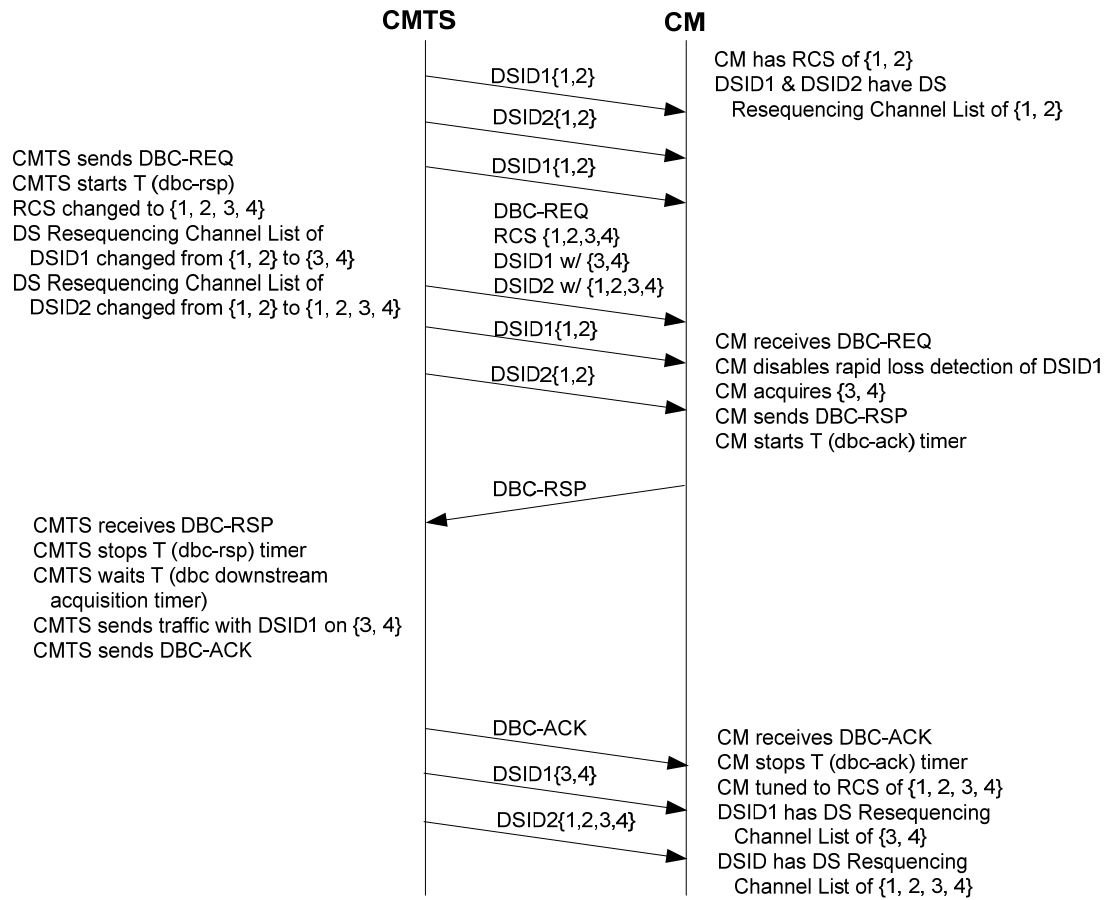 CMTS
CM
DSID1{1,2}
CM has RCS of {1, 2}
DSID1 & DSID2 have DS
Resequencing Channel List of {1, 2}
DSID2{1,2}
DSID1{1,2}
CMTS sends DBC-REQ
CMTS starts T (dbc-rsp)
RCS changed to {1, 2, 3, 4}
DS Resequencing Channel List of
DSID1 changed from {1, 2} to {3, 4}
DS Resequencing Channel List of
DSID2 changed from {1, 2} to {1, 2, 3, 4}
DBC-REQ
RCS {1,2,3,4}
DSID1 w/ {3,4}
DSID2 w/ {1,2,3,4}
DSID1{1,2}
DSID2{1,2}
CM receives DBC-REQ
CM disables rapid loss detection of DSID1
CM acquires {3, 4}
CM sends DBC-RSP
CM starts T (dbc-ack) timer
DBC-RSP
CMTS receives DBC-RSP
CMTS stops T (dbc-rsp) timer
CMTS waits T (dbc downstream
acquisition timer)
CMTS sends traffic with DSID1 on {3, 4}
CMTS sends DBC-ACK
DBC-ACK
DSID1{3,4}
DSID2{1,2,3,4}
CM receives DBC-ACK
CM stops T (dbc-ack) timer
CM tuned to RCS of {1, 2, 3, 4}
DSID1 has DS Resequencing
Channel List of {3, 4}
DSID has DS Resquencing
Channel List of {1, 2, 3, 4}